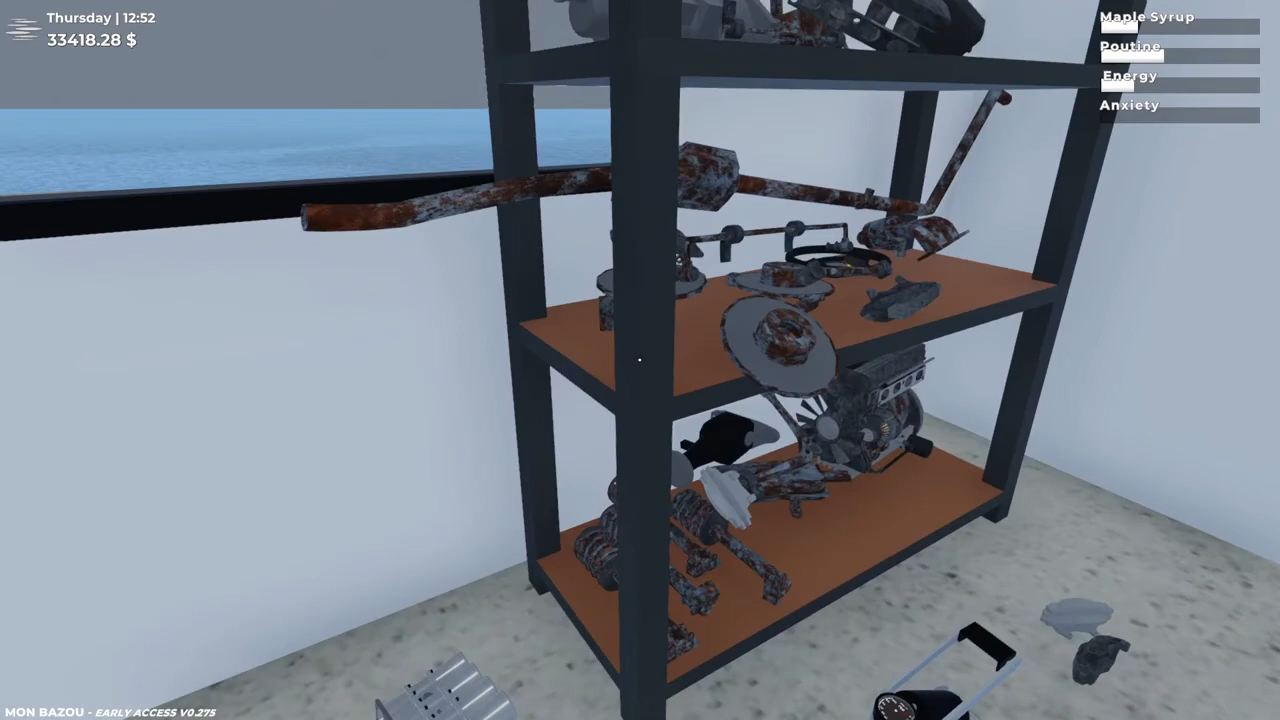 Thursday | 12:52
33418.28 $
Maple Syrup
Poutine
Energy
Anxiety
MON BAZOU - EARLY ACCESS V0.275